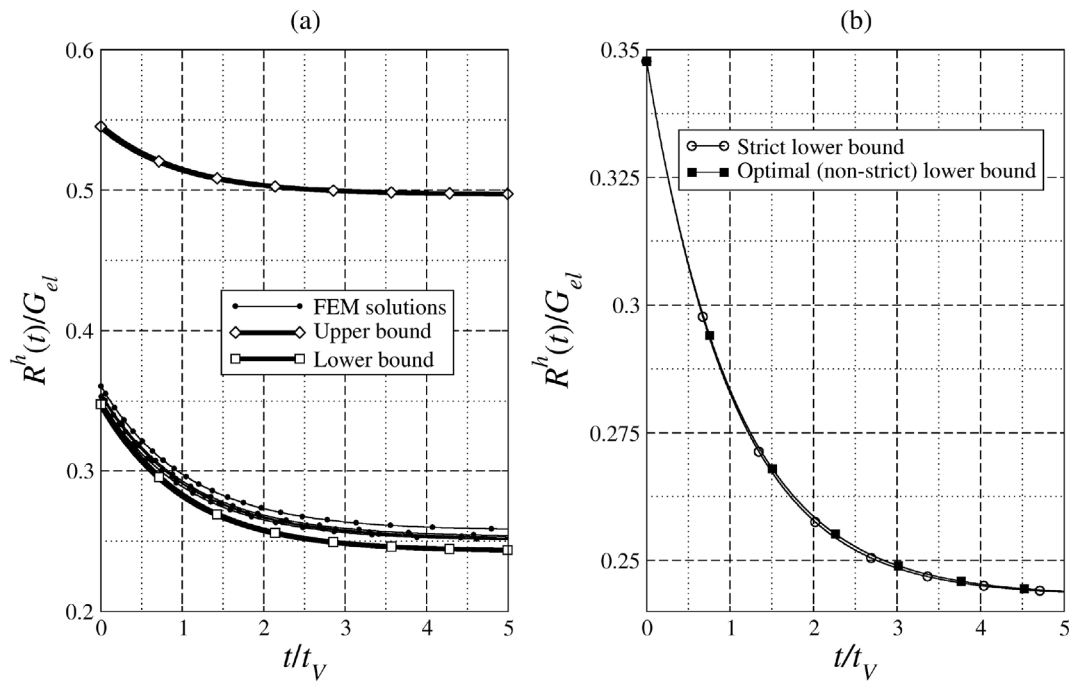 (a)
0.6
0.5
0.4
0.3
0.2
R^h(t)/G_el
FEM solutions
Upper bound
Lower bound
0 1 2 3 4 5
t/t_V
(b)
0.35
0.325
0.3
0.275
0.25
R^h(t)/G_el
Strict lower bound
Optimal (non-strict) lower bound
0 1 2 3 4 5
t/t_V